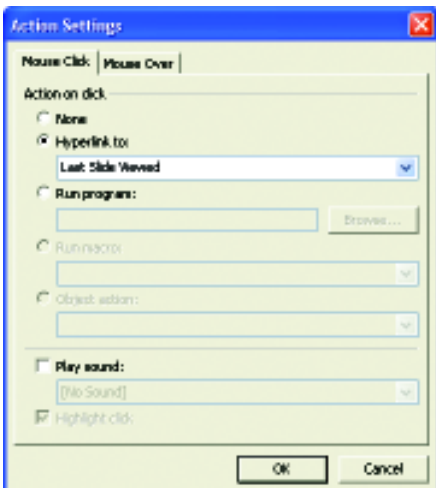 Action Settings
Mouse Click Mouse Over
Action on click
None
Hyperlink to:
Last Slide Viewed
Run program:
Browse...
Run macro:
Object action:
Play sound:
[No Sound]
Highlight click
OK Cancel